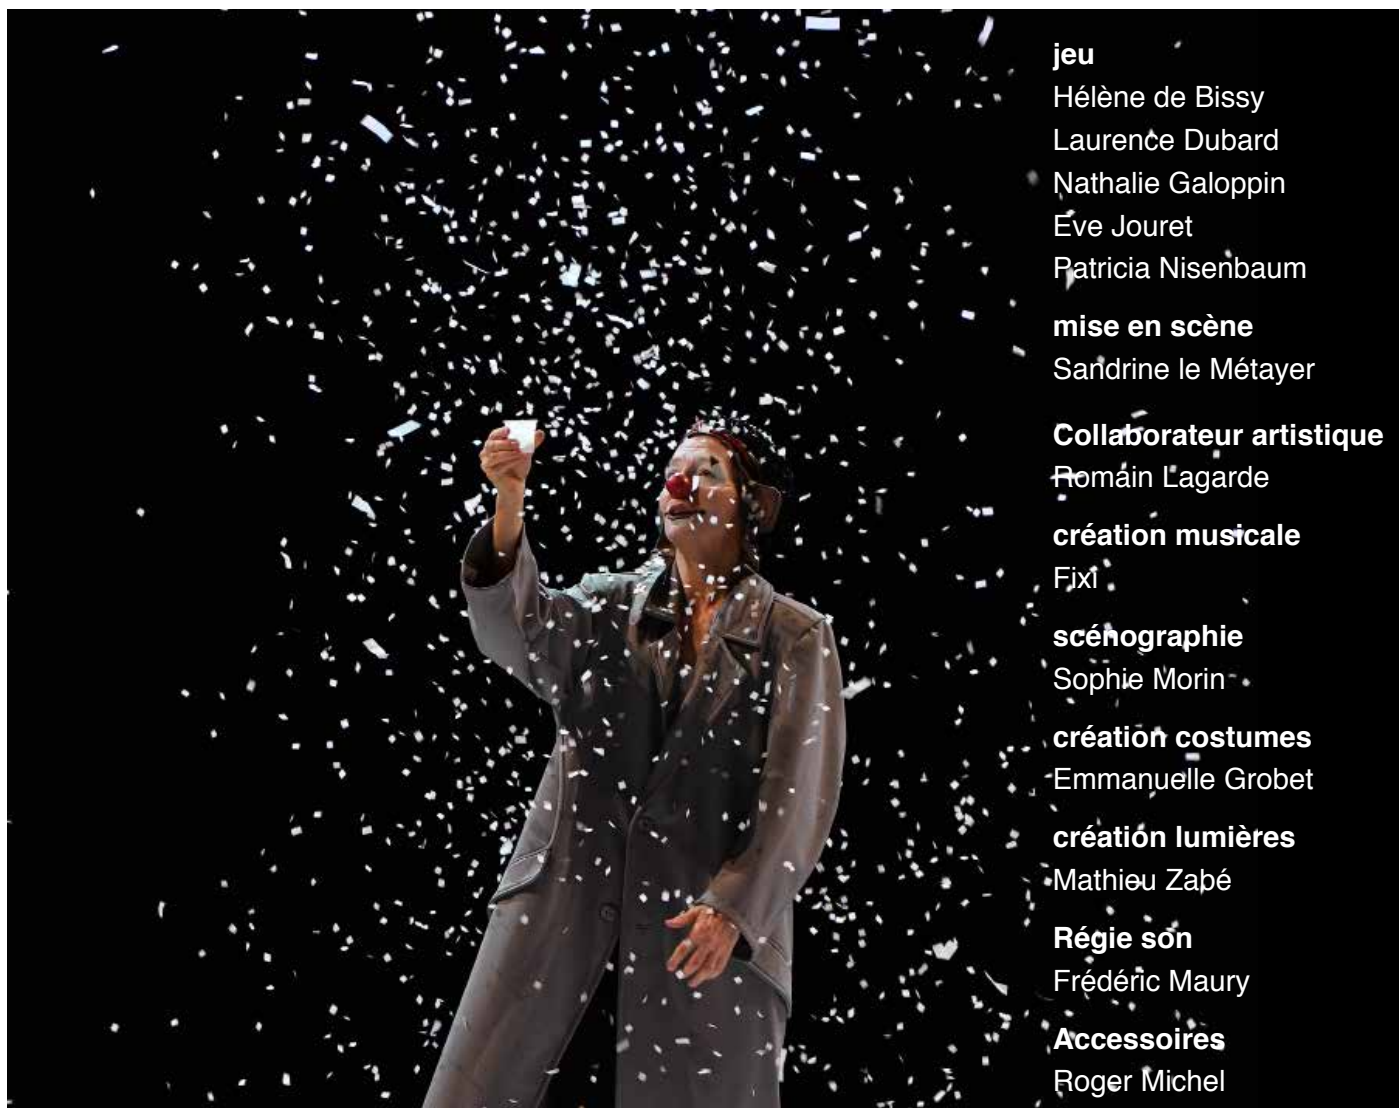 jeu
Hélène de Bissy
Laurence Dubard
Nathalie Galoppin
Eve Jouret
Patricia Nisenbaum
mise en scène
Sandrine le Métayer
Collaborateur artistique
Romain Lagarde
création musicale
Fixi
scénographie
Sophie Morin
création costumes
Emmanuelle Grobet
création lumières
Mathieu Zabé
Régie son
Frédéric Maury
Accessoires
Roger Michel